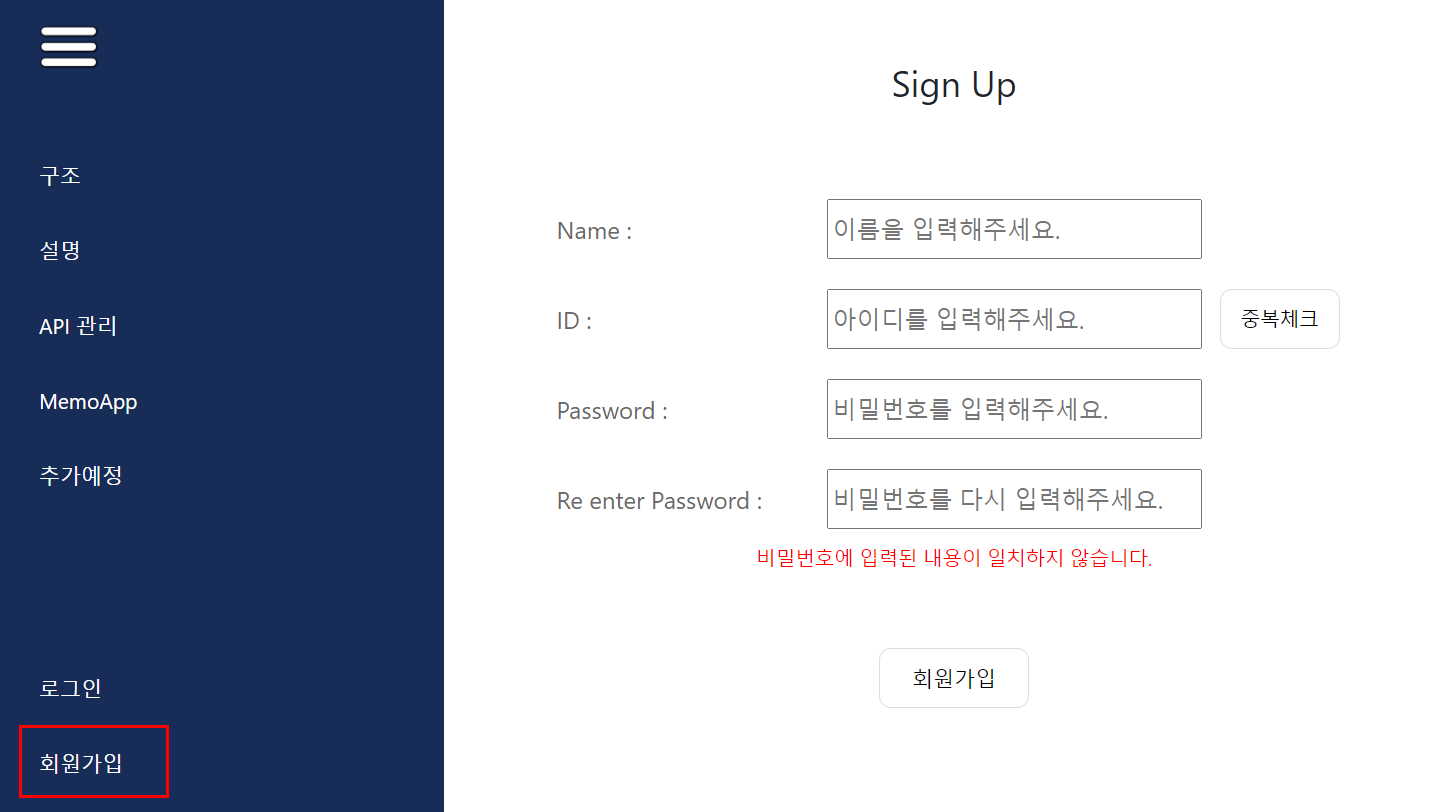 구조
설명
API 관리
MemoApp
추가예정
로그인
회원가입
Sign Up
Name :
이름을 입력해주세요.
ID :
아이디를 입력해주세요.
중복체크
Password :
비밀번호를 입력해주세요.
Re enter Password :
비밀번호를 다시 입력해주세요.
비밀번호에 입력된 내용이 일치하지 않습니다.
회원가입